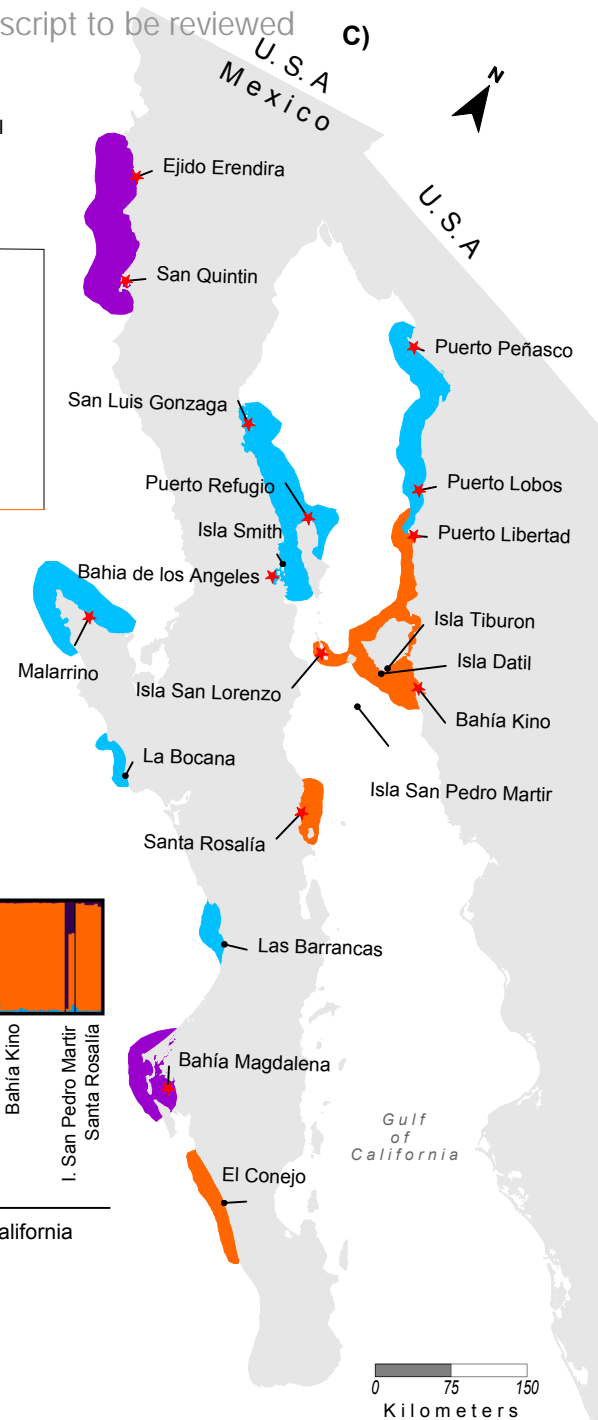 script to be reviewed
C)
U. S. A
Mexico
N
U. S. A
Ejido Erendira
San Quintin
Puerto Peñasco
San Luis Gonzaga
Puerto Refugio
Puerto Lobos
Isla Smith
Puerto Libertad
Bahia de los Angeles
Isla Tiburon
Isla Datil
Malarrino
Isla San Lorenzo
Bahía Kino
La Bocana
Isla San Pedro Martir
Santa Rosalía
Las Barrancas
Bahía Kino
I. San Pedro Martir
Santa Rosalía
Bahía Magdalena
Gulf
of
California
El Conejo
alifornia
0 75 150
Kilometers